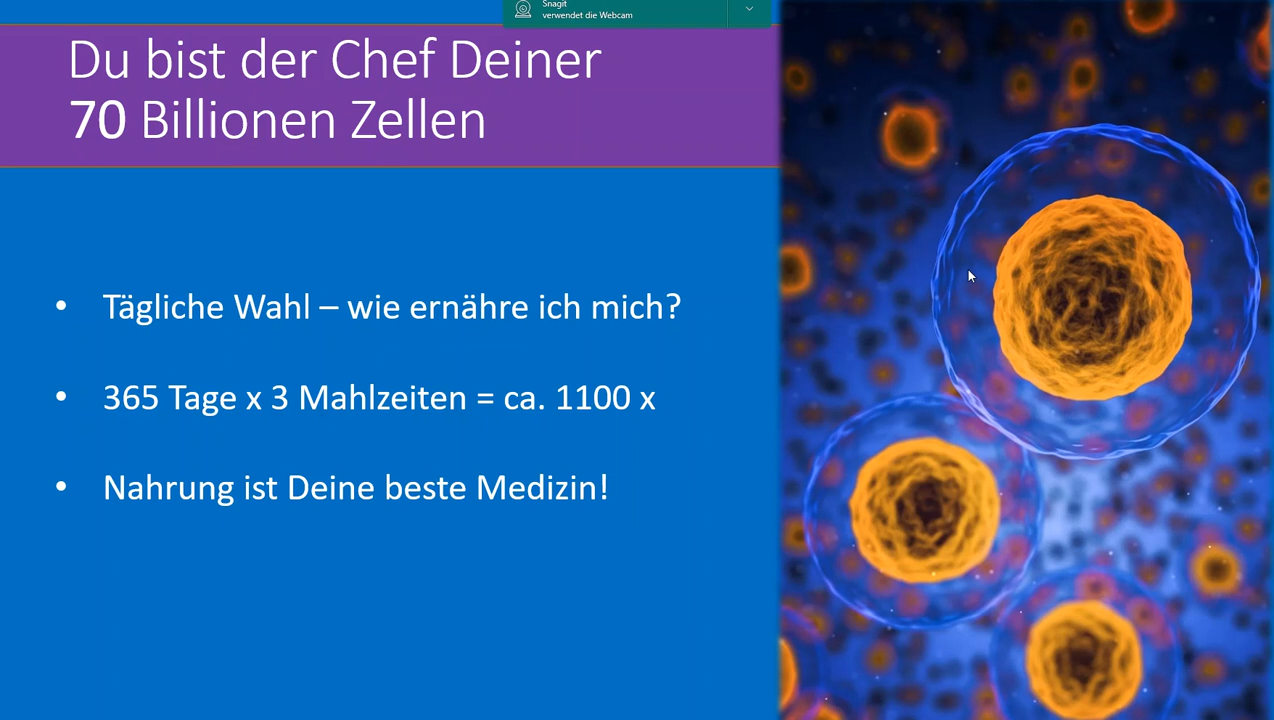 Snagit
verwendet die Webcam
Du bist der Chef Deiner
70 Billionen Zellen
• Tägliche Wahl – wie ernähre ich mich?
• 365 Tage x 3 Mahlzeiten = ca. 1100 x
• Nahrung ist Deine beste Medizin!